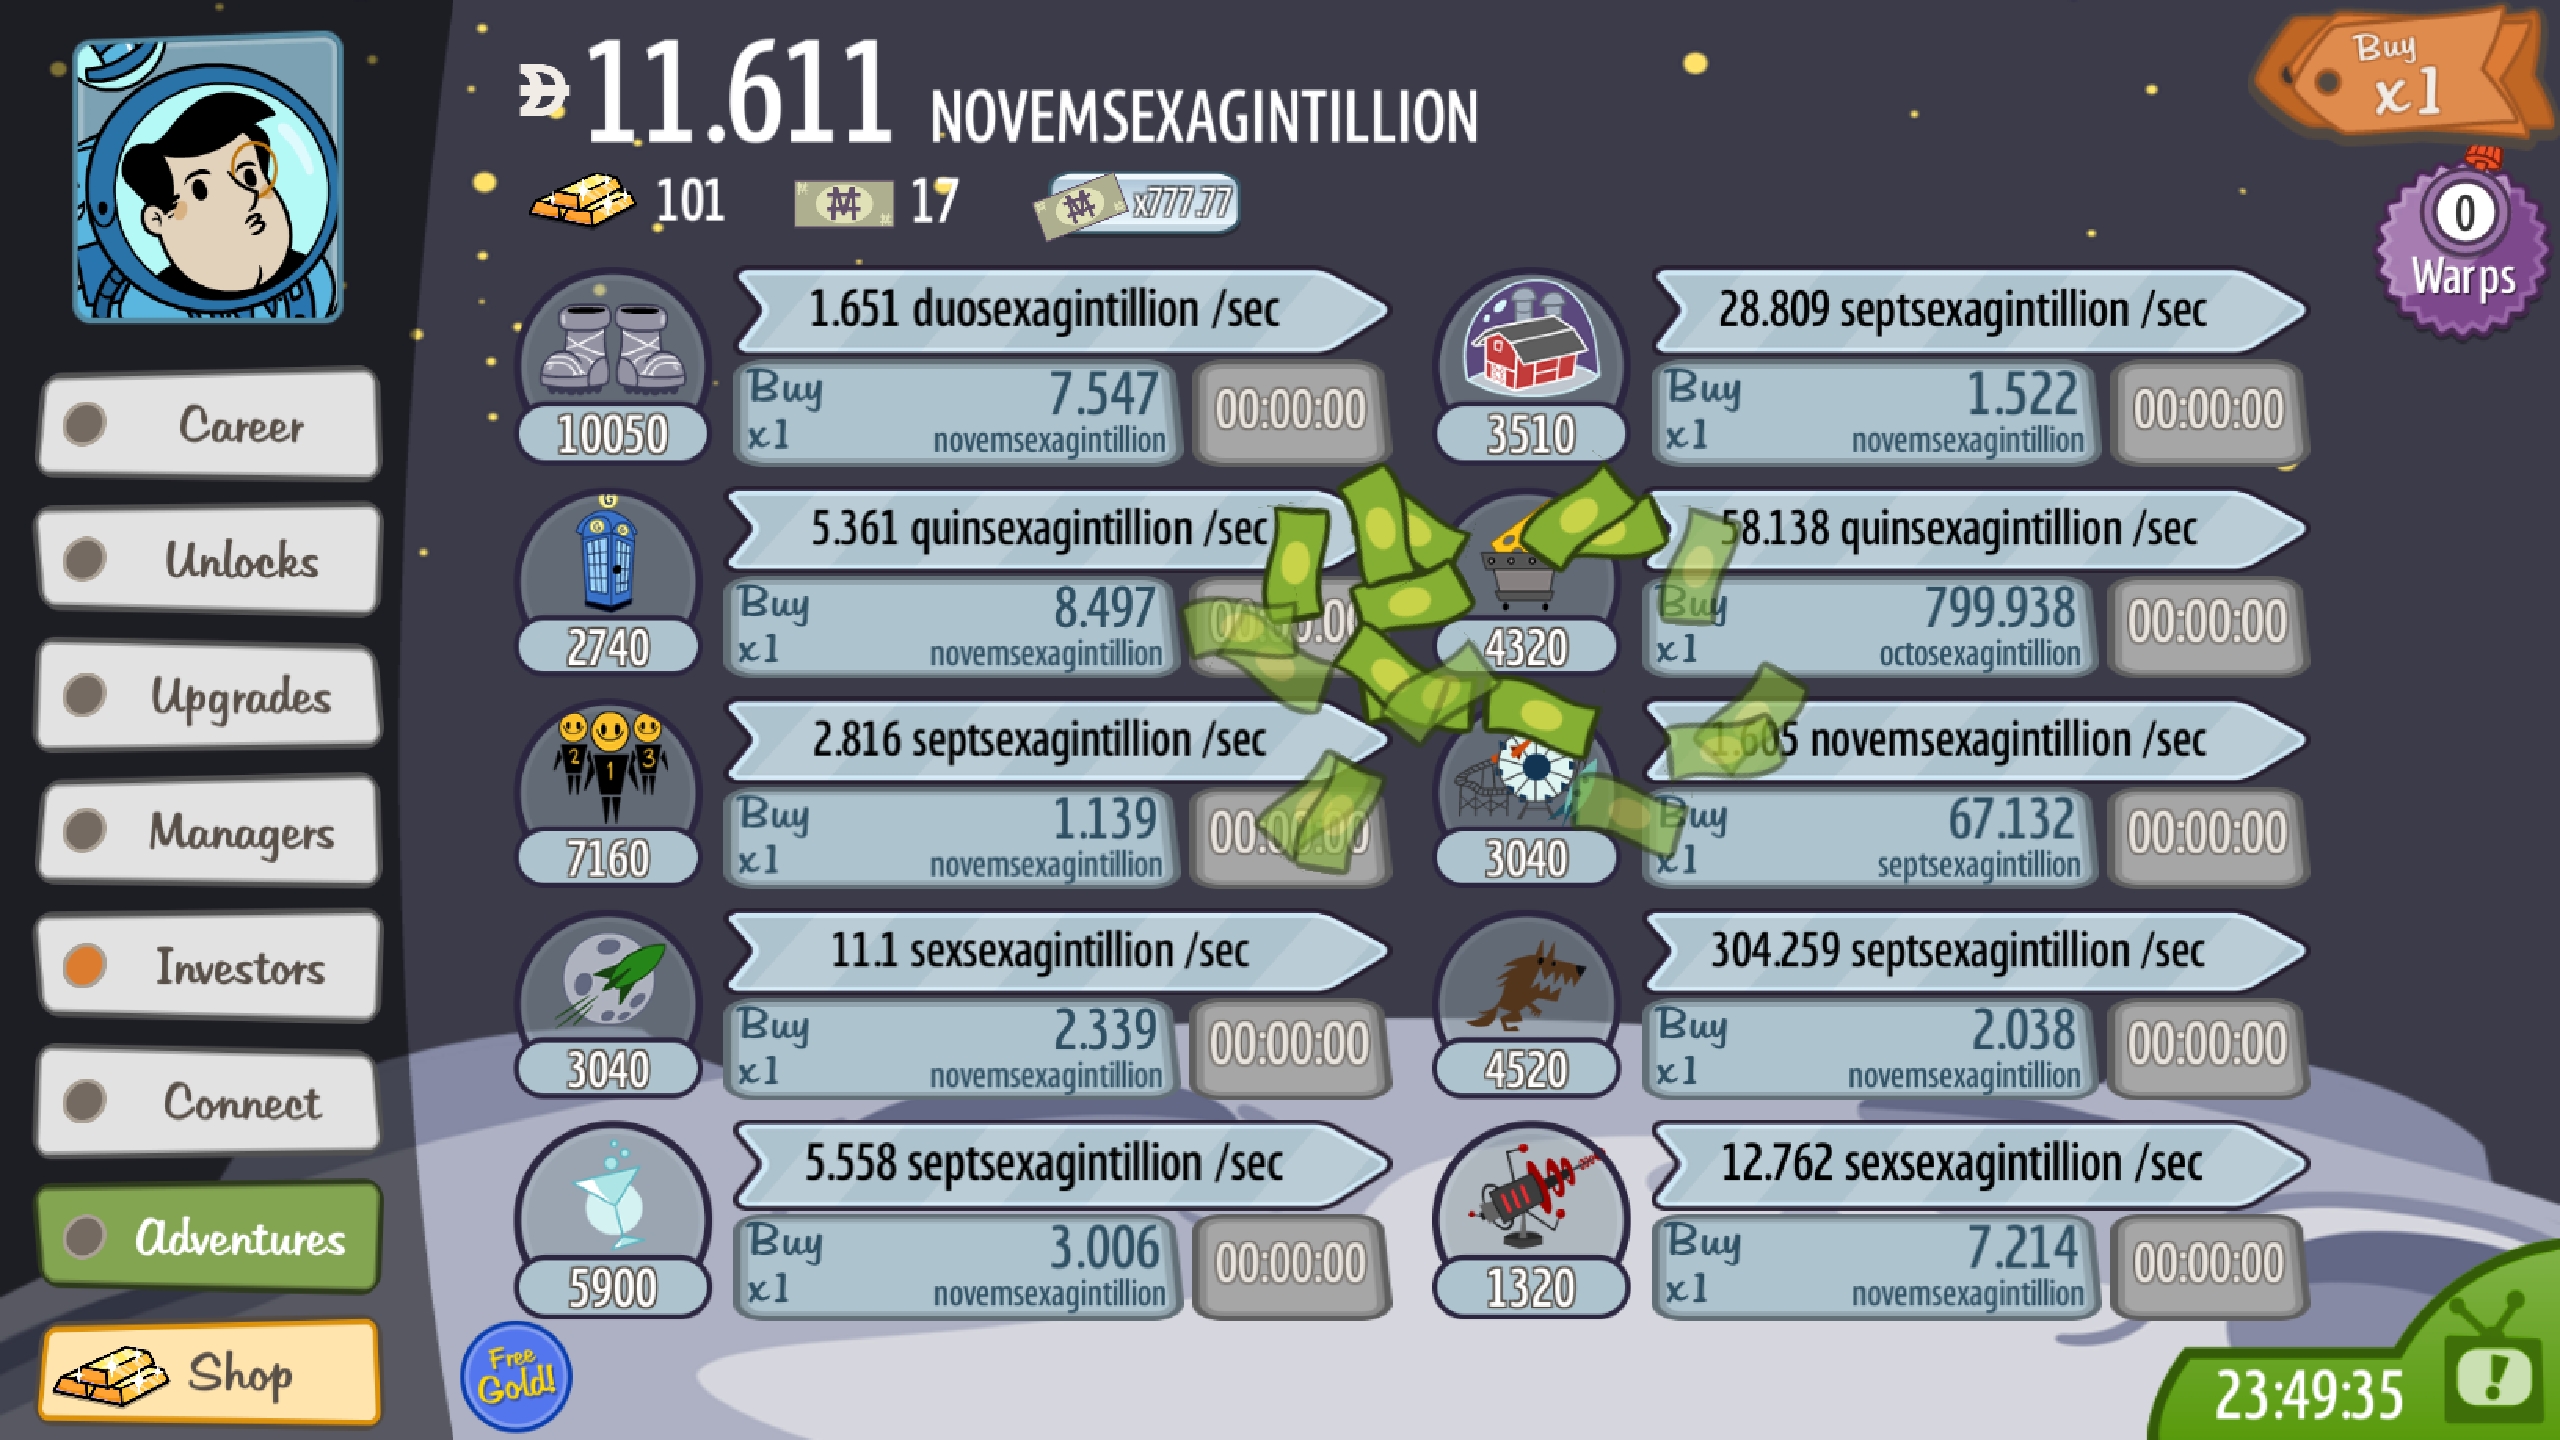 11.611 NOVEMSEXAGINTILLION
Buy
x1
101 17 x777.77
0
Warps
Career
Unlocks
Upgrades
Managers
Investors
Connect
Adventures
Shop
1.651 duosexagintillion /sec
Buy 7.547
x1 novemsexagintillion
00:00:00
10050
28.809 septsexagintillion /sec
Buy 1.522
x1 novemsexagintillion
00:00:00
3510
G
5.361 quinsexagintillion /sec
Buy 8.497
x1 novemsexagintillion
2740
58.138 quinsexagintillion /sec
Buy 799.938
x1 octosexagintillion
00:00:00
4320
2 1 3
2.816 septsexagintillion /sec
Buy 1.139
x1 novemsexagintillion
7160
1.605 novemsexagintillion /sec
Buy 67.132
x1 septsexagintillion
00:00:00
3040
11.1 sexsexagintillion /sec
Buy 2.339
x1 novemsexagintillion
00:00:00
3040
304.259 septsexagintillion /sec
Buy 2.038
x1 novemsexagintillion
00:00:00
4520
5.558 septsexagintillion /sec
Buy 3.006
x1 novemsexagintillion
00:00:00
5900
12.762 sexsexagintillion /sec
Buy 7.214
x1 novemsexagintillion
00:00:00
1320
Free
Gold!
23:49:35
!